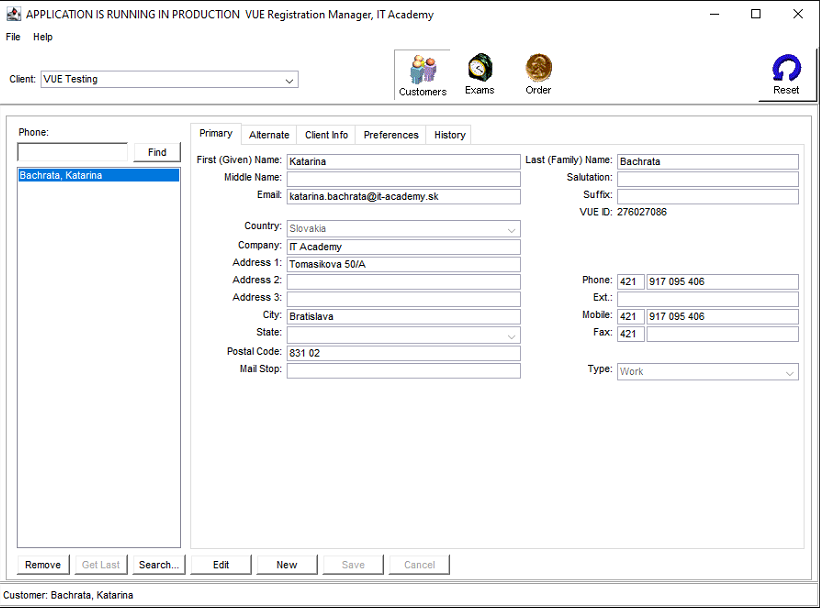 APPLICATION IS RUNNING IN PRODUCTION  VUE Registration Manager, IT Academy
File Help
Client: VUE Testing
Customers Exams Order Reset
Phone:
Find
Bachrata, Katarina
Primary Alternate Client Info Preferences History
First (Given) Name: Katarina Last (Family) Name: Bachrata
Middle Name: Salutation:
Email: katarina.bachrata@it-academy.sk Suffix:
VUE ID: 276027086
Country: Slovakia
Company: IT Academy
Address 1: Tomasikova 50/A
Address 2: Phone: 421 917 095 406
Address 3: Ext.:
City: Bratislava Mobile: 421 917 095 406
State: Fax: 421
Postal Code: 831 02
Mail Stop: Type: Work
Remove Get Last Search... Edit New Save Cancel
Customer: Bachrata, Katarina